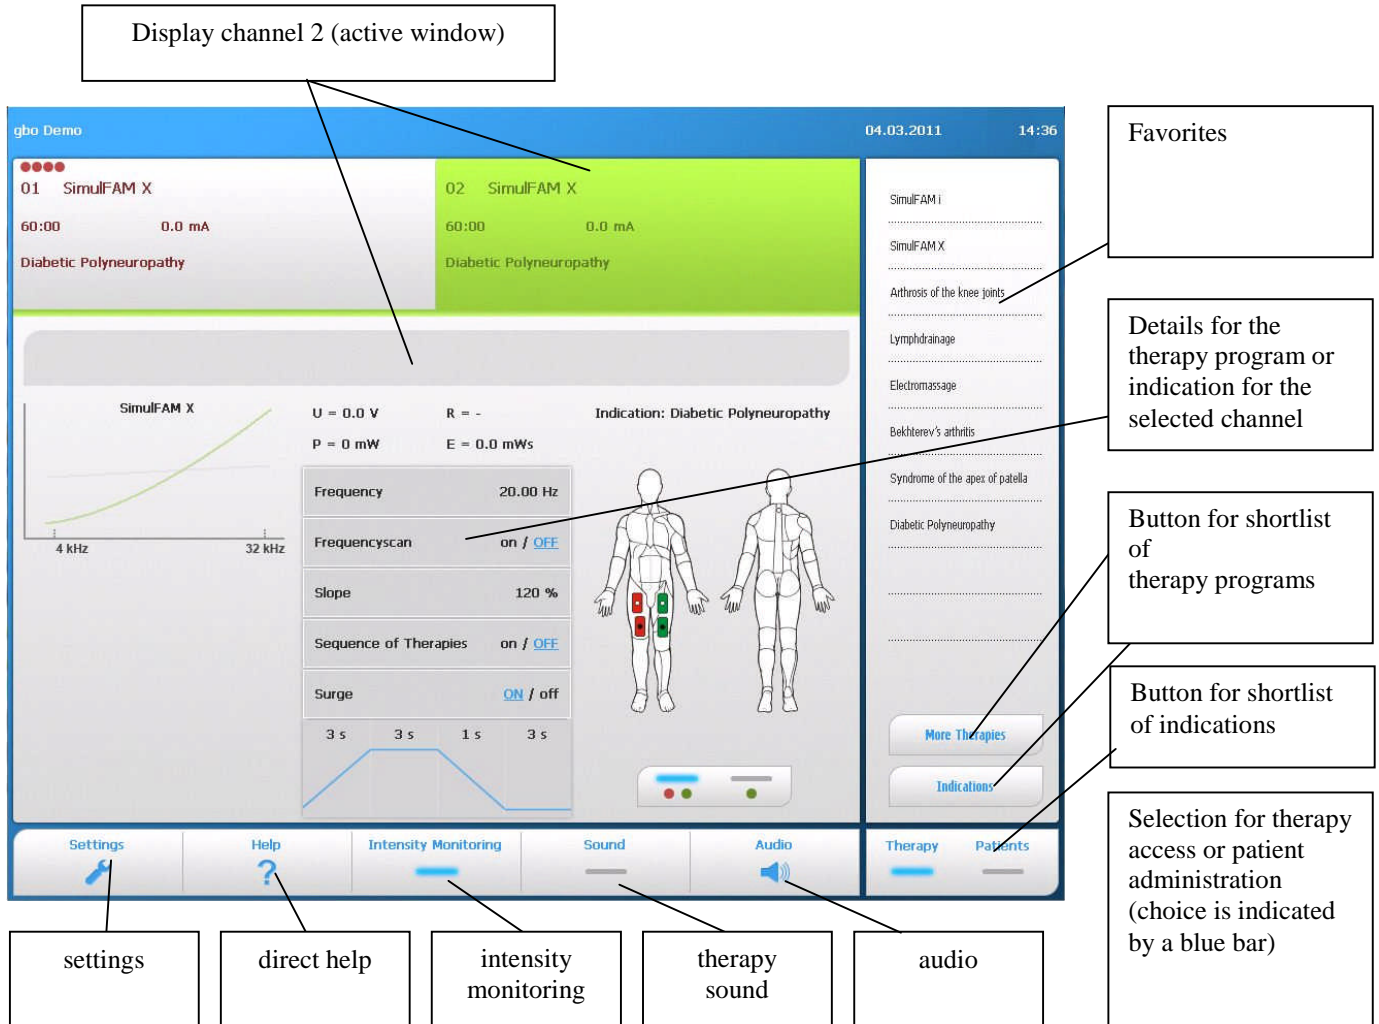 Display channel 2 (active window)
gbo Demo
04.03.2011
14:36
01 SimulFAM X
60:00 0.0 mA
Diabetic Polyneuropathy
02 SimulFAM X
60:00 0.0 mA
Diabetic Polyneuropathy
SimulFAM i
SimulFAM X
Arthrosis of the knee joints
Lymphdrainage
Electromassage
Bekhterev's arthritis
Syndrome of the apex of patella
Diabetic Polyneuropathy
More Therapies
Indications
SimulFAM X
4 kHz 32 kHz
U = 0.0 V R = -
P = 0 mW E = 0.0 mWs
Indication: Diabetic Polyneuropathy
Frequency 20.00 Hz
Frequencyscan on / OFF
Slope 120 %
Sequence of Therapies on / OFF
Surge ON / off
3 s 3 s 1 s 3 s
Settings
Help
?
Intensity Monitoring
Sound
Audio
Therapy
Patients
Favorites
Details for the
therapy program or
indication for the
selected channel
Button for shortlist
of
therapy programs
Button for shortlist
of indications
Selection for therapy
access or patient
administration
(choice is indicated
by a blue bar)
settings
direct help
intensity
monitoring
therapy
sound
audio